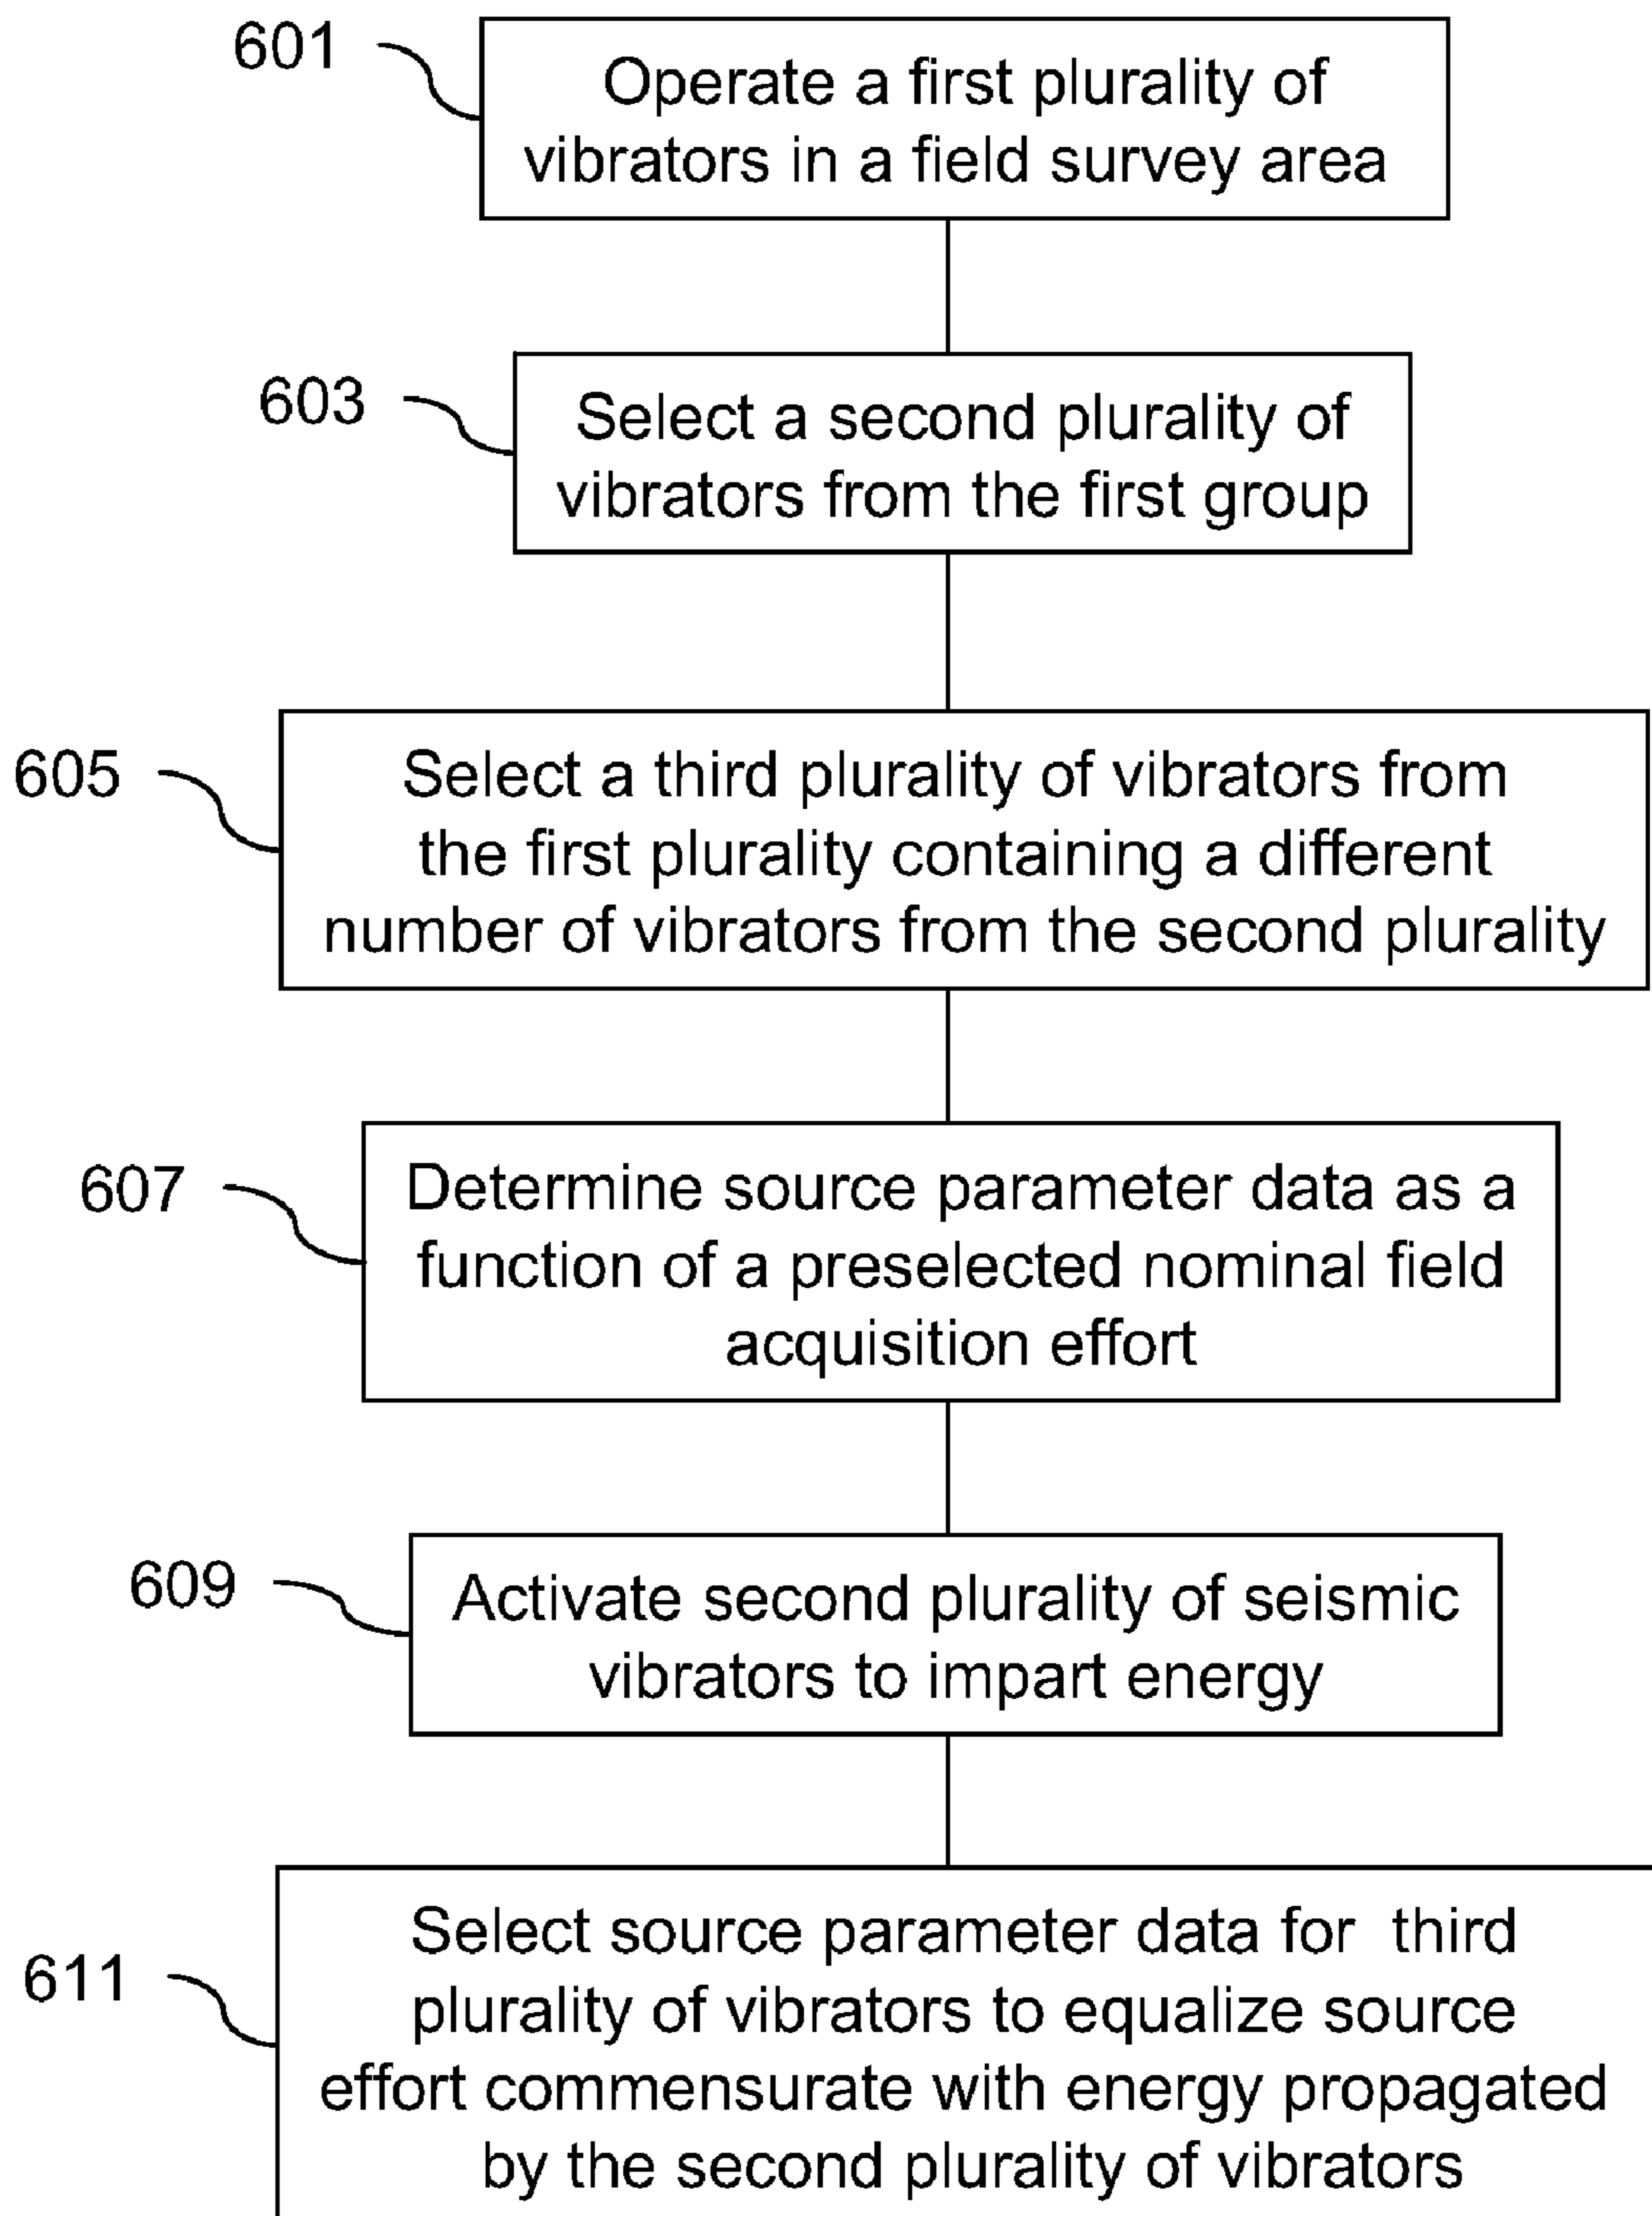 601
Operate a first plurality of
vibrators in a field survey area
603
Select a second plurality of
vibrators from the first group
605
Select a third plurality of vibrators from
the first plurality containing a different
number of vibrators from the second plurality
607
Determine source parameter data as a
function of a preselected nominal field
acquisition effort
609
Activate second plurality of seismic
vibrators to impart energy
611
Select source parameter data for third
plurality of vibrators to equalize source
effort commensurate with energy propagated
by the second plurality of vibrators